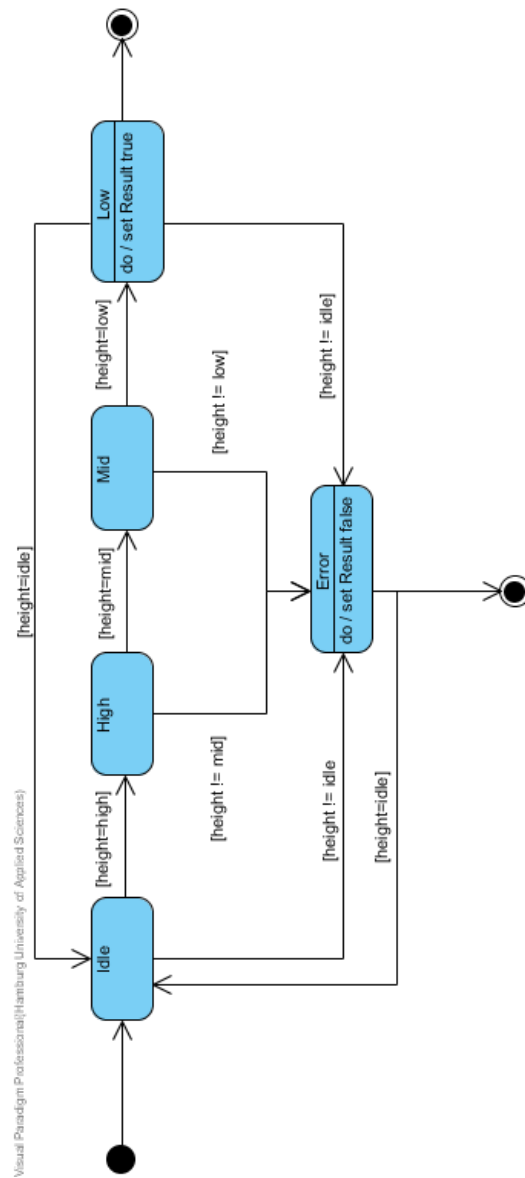 Visual Paradigm Professional(Hamburg University of Applied Sciences)
[height=idle]
Idle
[height=high]
High
[height=mid]
Mid
[height=low]
Low
do / set Result true
[height != mid]
[height != low]
[height != idle
[height != idle]
Error
do / set Result false
[height=idle]